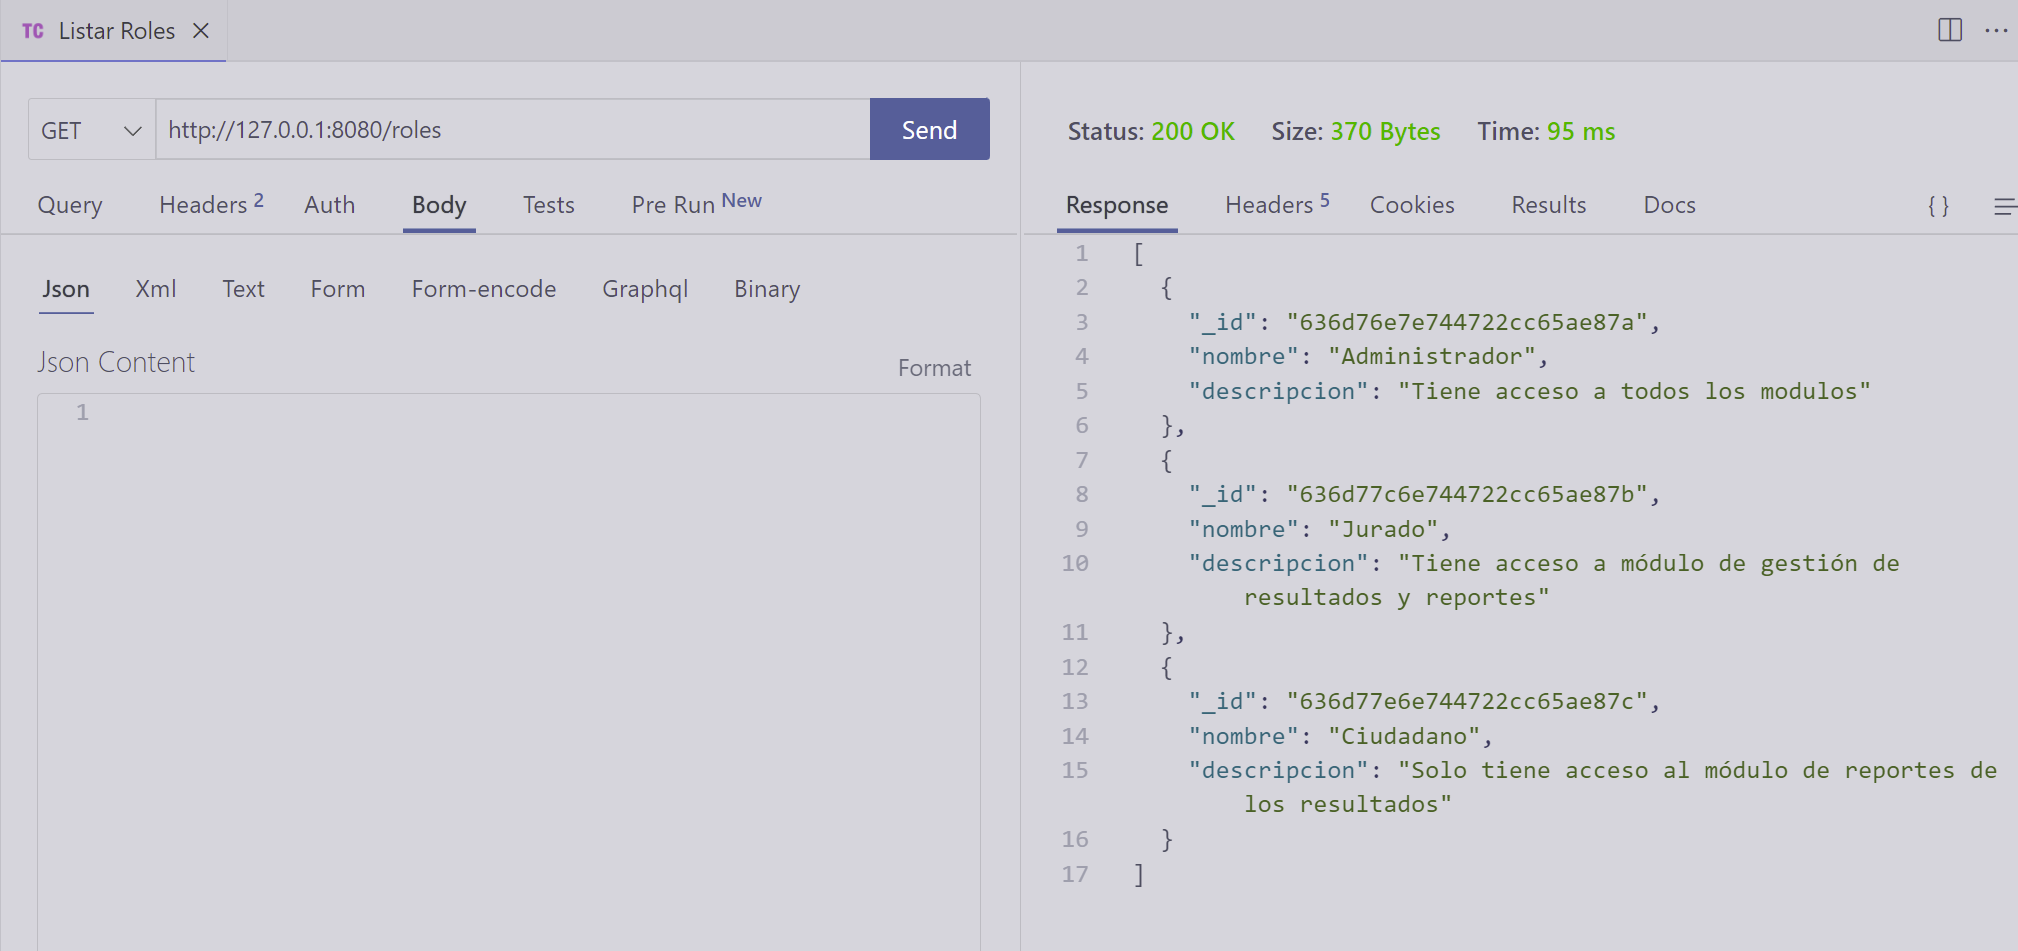 TC Listar Roles
GET http://127.0.0.1:8080/roles Send
Query Headers 2 Auth Body Tests Pre Run New
Json Xml Text Form Form-encode Graphql Binary
Json Content Format
1
Status: 200 OK Size: 370 Bytes Time: 95 ms
Response Headers 5 Cookies Results Docs { }
1 [
2 {
3 "_id": "636d76e7e744722cc65ae87a",
4 "nombre": "Administrador",
5 "descripcion": "Tiene acceso a todos los modulos"
6 },
7 {
8 "_id": "636d77c6e744722cc65ae87b",
9 "nombre": "Jurado",
10 "descripcion": "Tiene acceso a módulo de gestión de
resultados y reportes"
11 },
12 {
13 "_id": "636d77e6e744722cc65ae87c",
14 "nombre": "Ciudadano",
15 "descripcion": "Solo tiene acceso al módulo de reportes de
los resultados"
16 }
17 ]